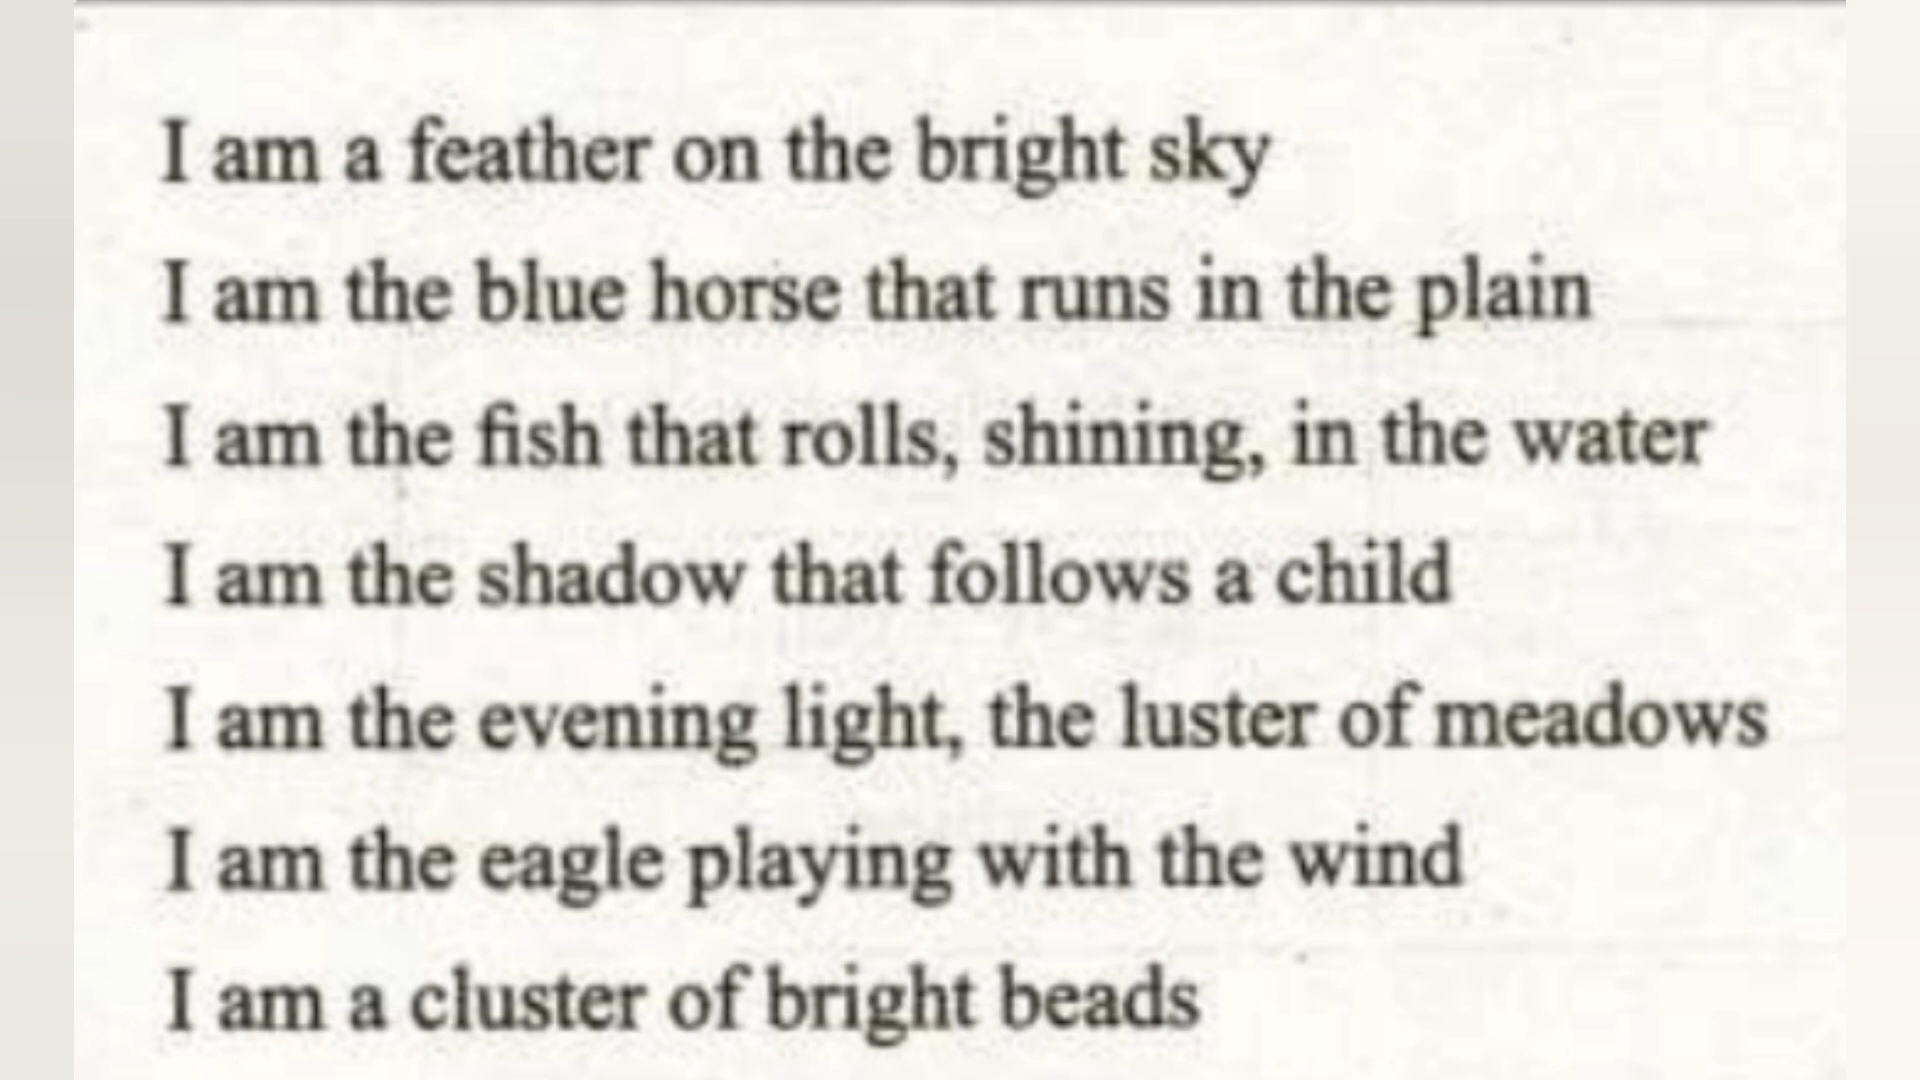 I am a feather on the bright sky
I am the blue horse that runs in the plain
I am the fish that rolls, shining, in the water
I am the shadow that follows a child
I am the evening light, the luster of meadows
I am the eagle playing with the wind
I am a cluster of bright beads